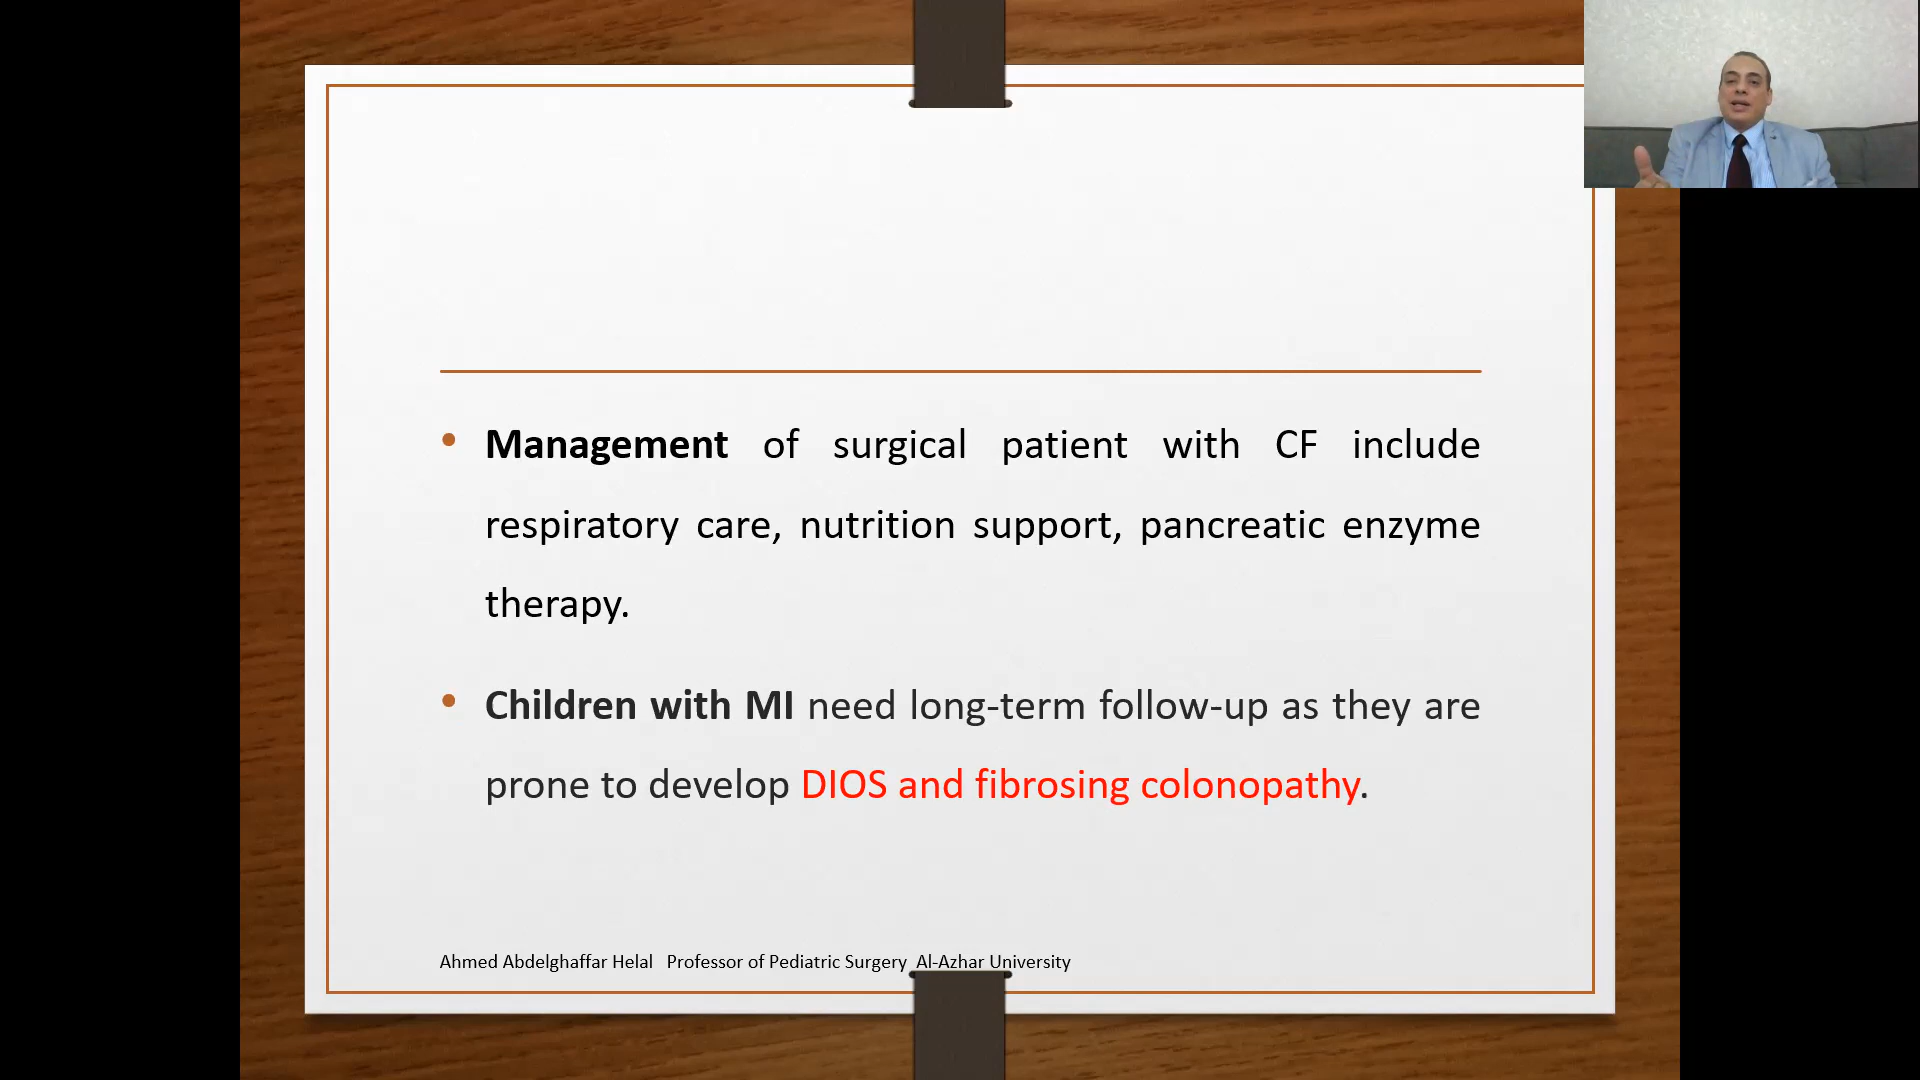 • Management of surgical patient with CF include
respiratory care, nutrition support, pancreatic enzyme
therapy.
• Children with MI need long-term follow-up as they are
prone to develop DIOS and fibrosing colonopathy.
Ahmed Abdelghaffar Helal Professor of Pediatric Surgery Al-Azhar University